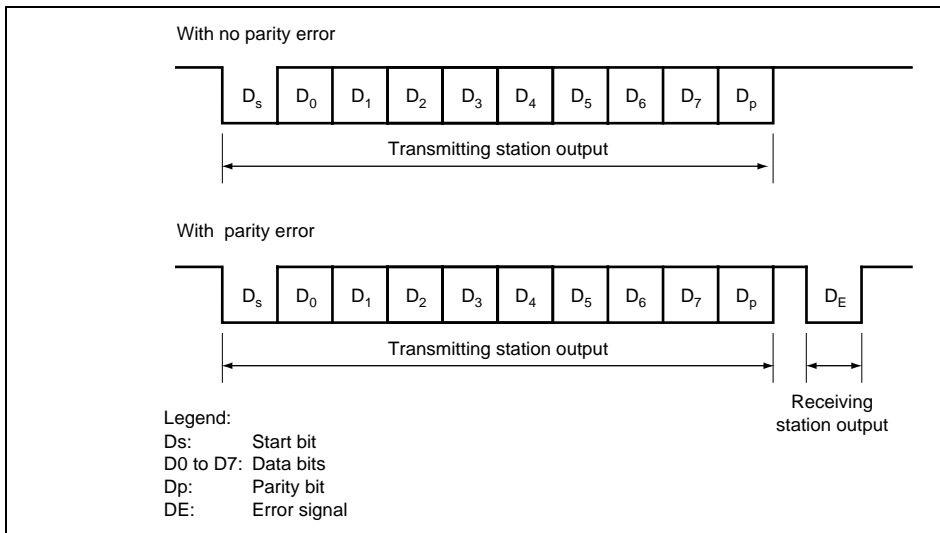 With no parity error
Ds D0 D1 D2 D3 D4 D5 D6 D7 Dp
Transmitting station output
With parity error
Ds D0 D1 D2 D3 D4 D5 D6 D7 Dp DE
Transmitting station output
Receiving
station output
Legend:
Ds: Start bit
D0 to D7: Data bits
Dp: Parity bit
DE: Error signal